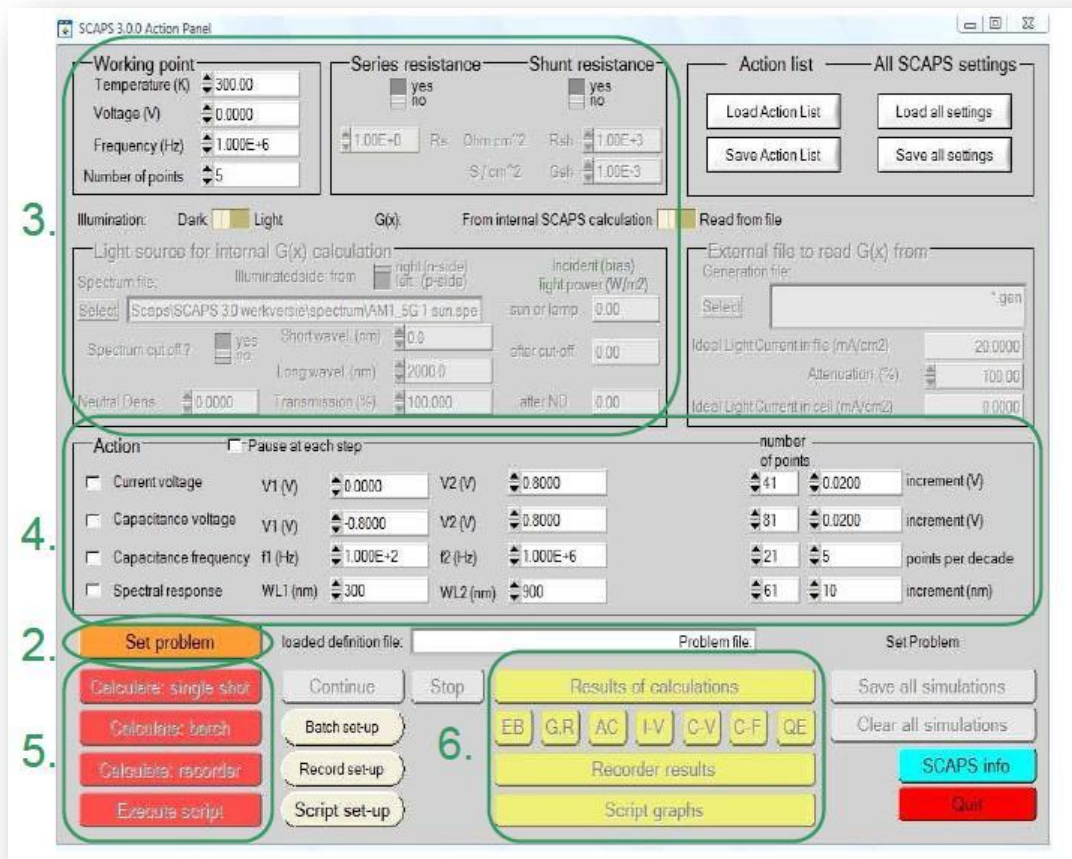 SCAPS 3.0.0 Action Panel
Working point
Temperature (K) 300.00
Voltage (V) 0.0000
Frequency (Hz) 1.000E+6
Number of points 5
Series resistance
yes
no
Shunt resistance
yes
no
1.00E+0 Rs Ohm.cm^2 Rsh 1.00E+3
S/cm^2 Gsh 1.00E-3
Action list
Load Action List
Save Action List
All SCAPS settings
Load all settings
Save all settings
3.
Illumination: Dark Light G(x): From internal SCAPS calculation Read from file
Light source for internal G(x) calculation
Spectrum file: Illuminated side: from right (n-side)
left (p-side)
Incident (bias)
light power (W/m2)
Select Scaps\SCAPS 3.0 werkversie\spectrum\AM1_5G 1 sun.spe sun or lamp 0.00
Spectrum cut off? yes
no
Short wavel. (nm) 0.0
Long wavel. (nm) 2000.0
after cut-off 0.00
Neutral Dens. 0.0000 Transmission (%) 100.000 after ND 0.00
External file to read G(x) from
Generation file:
Select *.gen
Ideal Light Current in file (mA/cm2) 20.0000
Attenuation (%) 100.00
Ideal Light Current in cell (mA/cm2) 0.0000
4.
Action Pause at each step number
of points
Current voltage V1 (V) 0.0000 V2 (V) 0.8000 41 0.0200 increment (V)
Capacitance voltage V1 (V) -0.8000 V2 (V) 0.8000 81 0.0200 increment (V)
Capacitance frequency f1 (Hz) 1.000E+2 f2 (Hz) 1.000E+6 21 5 points per decade
Spectral response WL1 (nm) 300 WL2 (nm) 900 61 10 increment (nm)
2.
Set problem loaded definition file: Problem file: Set Problem
5.
Calculate: single shot Continue Stop
Calculate: batch Batch set-up
Calculate: recorder Record set-up
Execute script Script set-up
6.
Results of calculations
EB G,R AC I-V C-V C-F QE
Recorder results
Script graphs
Save all simulations
Clear all simulations
SCAPS info
Quit